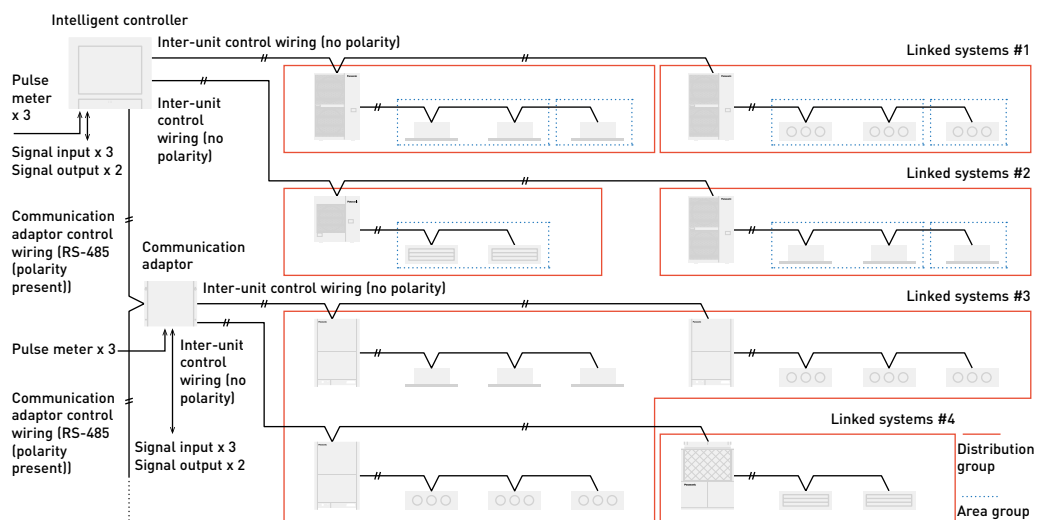 Intelligent controller
Inter-unit control wiring (no polarity)
Linked systems #1
Pulse
meter
x 3
Inter-unit
control
wiring (no
polarity)
Signal input x 3
Signal output x 2
Linked systems #2
Communication
adaptor control
wiring (RS-485
(polarity
present))
Communication
adaptor
Inter-unit control wiring (no polarity)
Linked systems #3
Pulse meter x 3
Inter-unit
control
wiring (no
polarity)
Communication
adaptor control
wiring (RS-485
(polarity
present))
Signal input x 3
Signal output x 2
Linked systems #4
Distribution
group
Area group